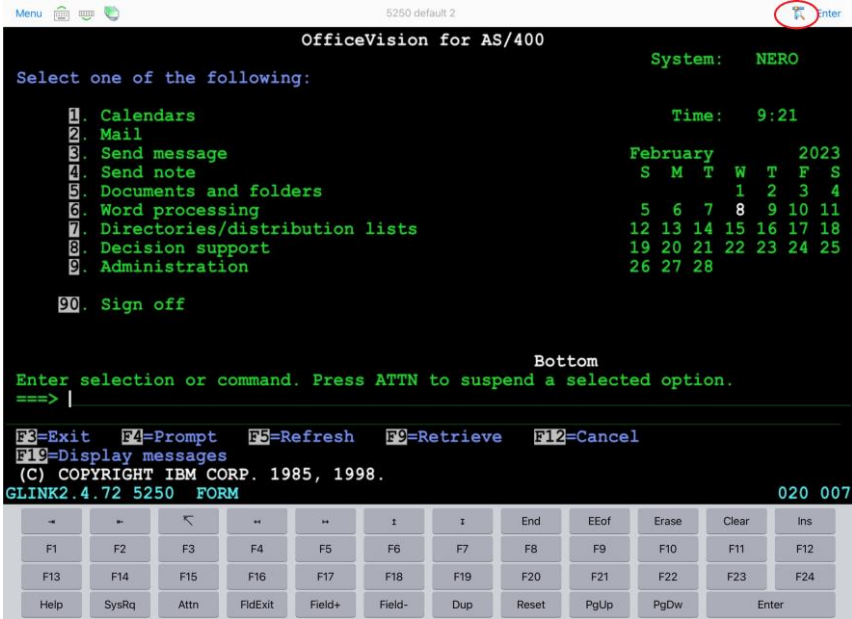 Menu 5250 default 2 Enter
OfficeVision for AS/400
System: NERO
Select one of the following:
1. Calendars Time: 9:21
2. Mail
3. Send message February 2023
4. Send note S M T W T F S
5. Documents and folders 1 2 3 4
6. Word processing 5 6 7 8 9 10 11
7. Directories/distribution lists 12 13 14 15 16 17 18
8. Decision support 19 20 21 22 23 24 25
9. Administration 26 27 28
90. Sign off
Bottom
Enter selection or command. Press ATTN to suspend a selected option.
===>
F3=Exit F4=Prompt F5=Refresh F9=Retrieve F12=Cancel
F19=Display messages
(C) COPYRIGHT IBM CORP. 1985, 1998.
GLINK2.4.72 5250 FORM 020 007
End EEof Erase Clear Ins
F1 F2 F3 F4 F5 F6 F7 F8 F9 F10 F11 F12
F13 F14 F15 F16 F17 F18 F19 F20 F21 F22 F23 F24
Help SysRq Attn FldExit Field+ Field- Dup Reset PgUp PgDw Enter